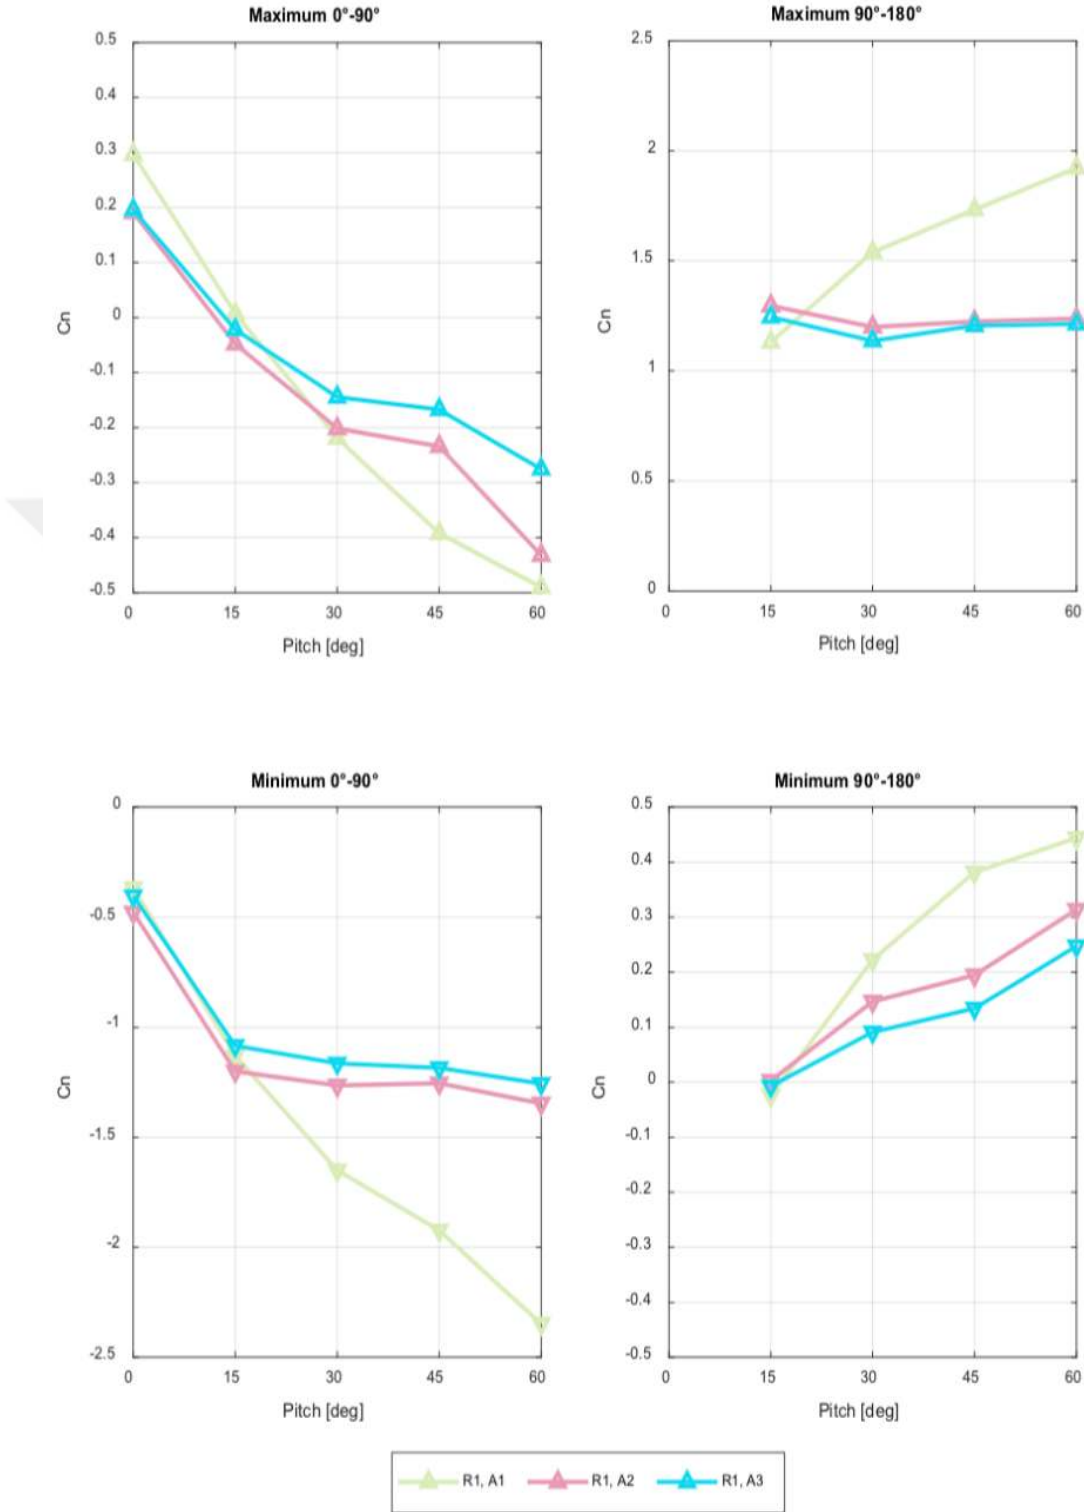 Maximum 0°-90°
0.5
0.4
0.3
0.2
0.1
0
-0.1
-0.2
-0.3
-0.4
-0.5
Cn
0 15 30 45 60
Pitch [deg]
Maximum 90°-180°
2.5
2
1.5
1
0.5
0
Cn
0 15 30 45 60
Pitch [deg]
Minimum 0°-90°
0
-0.5
-1
-1.5
-2
-2.5
Cn
0 15 30 45 60
Pitch [deg]
Minimum 90°-180°
0.5
0.4
0.3
0.2
0.1
0
-0.1
-0.2
-0.3
-0.4
-0.5
Cn
0 15 30 45 60
Pitch [deg]
R1, A1 R1, A2 R1, A3